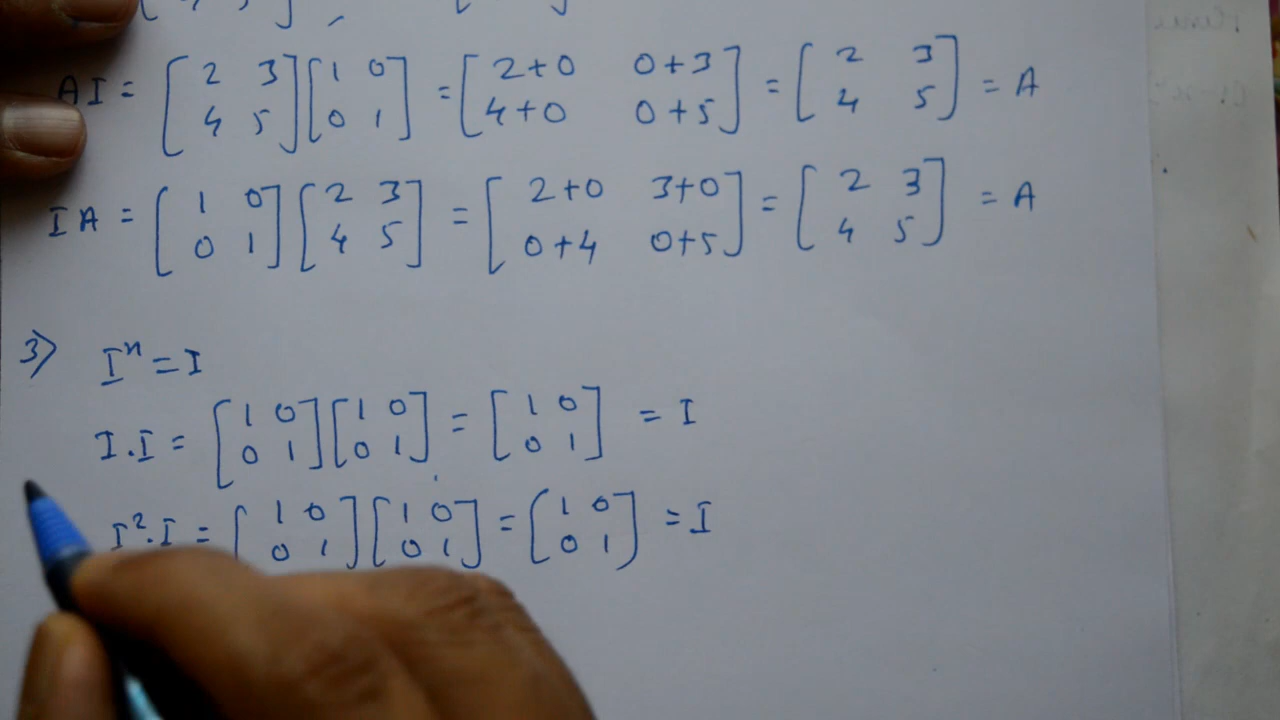 AI = [2 3 4 5] [1 0 0 1] = [2+0 0+3 4+0 0+5] = [2 3 4 5] = A
IA = [1 0 0 1] [2 3 4 5] = [2+0 3+0 0+4 0+5] = [2 3 4 5] = A
3) Iⁿ = I
I.I = [1 0 0 1] [1 0 0 1] = [1 0 0 1] = I
I².I = [1 0 0 1] [1 0 0 1] = [1 0 0 1] = I